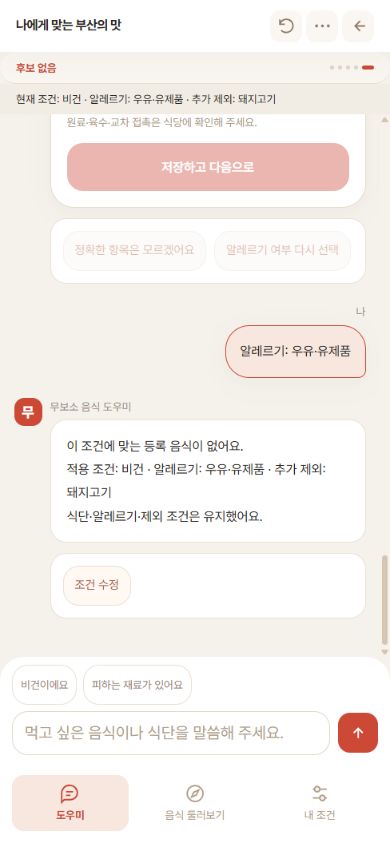 나에게 맞는 부산의 맛
후보 없음
현재 조건: 비건 · 알레르기: 우유·유제품 · 추가 제외: 돼지고기
원료·육수·교차 접촉은 식당에 확인해 주세요.
저장하고 다음으로
정확한 항목은 모르겠어요
알레르기 여부 다시 선택
나
알레르기: 우유·유제품
무
무보소 음식 도우미
이 조건에 맞는 등록 음식이 없어요.
적용 조건: 비건 · 알레르기: 우유·유제품 · 추가 제외:
돼지고기
식단·알레르기·제외 조건은 유지했어요.
조건 수정
비건이에요
피하는 재료가 있어요
먹고 싶은 음식이나 식단을 말씀해 주세요.
도우미
음식 둘러보기
내 조건